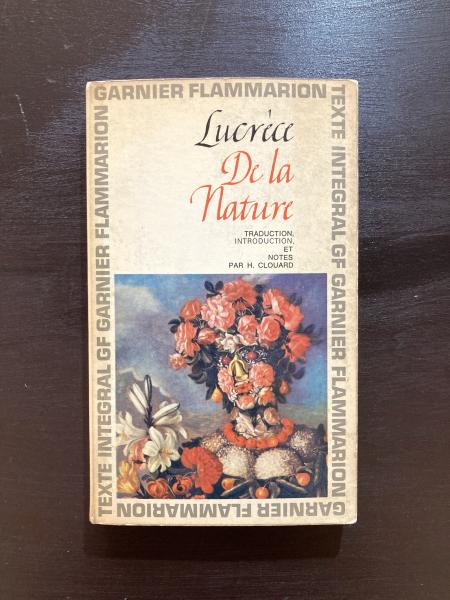 GARNIER FLAMMARION
TEXTE INTEGRAL GF GARNIER FLAMMARION
Lucrèce
De la
Nature
TRADUCTION,
INTRODUCTION,
ET
NOTES
PAR H. CLOUARD
TEXTE INTEGRAL GF GARNIER FLAMMARION
GARNIER FLAMMARION